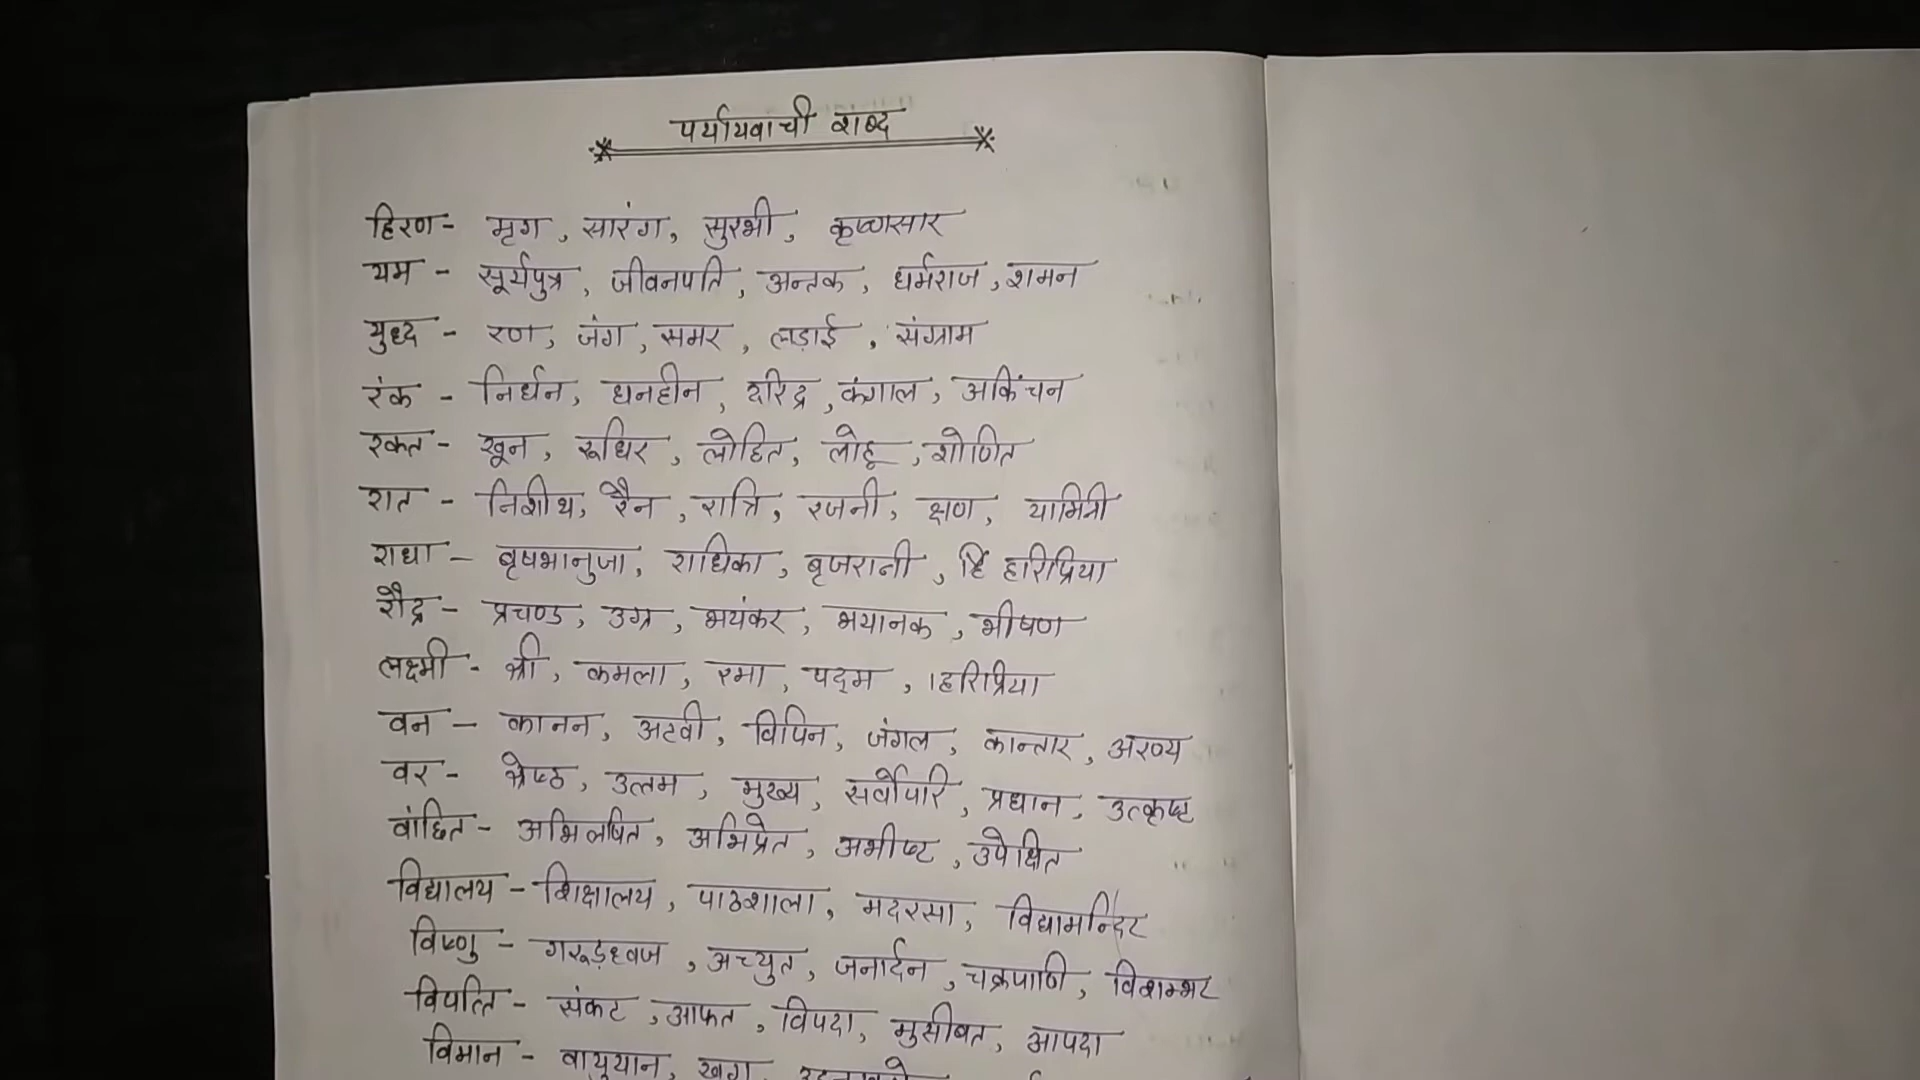 पर्यायवाची शब्द
हिरण - मृग, सारंग, सुरभी, कृष्णसार
यम - सूर्यपुत्र, जीवनपति, अन्तक, धर्मराज, शमन
युध्द - रण, जंग, समर, लड़ाई, संग्राम
रंक - निर्धन, धनहीन, दरिद्र, कंगाल, अकिंचन
रक्त - खून, रूधिर, लोहित, लोहू, शोणित
रात - निशीथ, रैन, रात्रि, रजनी, क्षण, यामिनी
राधा - बृषभानुजा, राधिका, बृजरानी, हरिप्रिया
रौद्र - प्रचण्ड, उग्र, भयंकर, भयानक, भीषण
लक्ष्मी - श्री, कमला, रमा, पद्म, हरिप्रिया
वन - कानन, अटवी, विपिन, जंगल, कान्तार, अरण्य
वर - श्रेष्ठ, उत्तम, मुख्य, सर्वोपरि, प्रधान, उत्कृष्ट
वांछित - अभिलषित, अभिप्रेत, अभीष्ट, उपेक्षित
विद्यालय - शिक्षालय, पाठशाला, मदरसा, विद्यामन्दिर
विष्णु - गरूड़ध्वज, अच्युत, जनार्दन, चक्रपाणि, विशम्भर
विपत्ति - संकट, आफत, विपदा, मुसीबत, आपदा
विमान - वायुयान, खग,